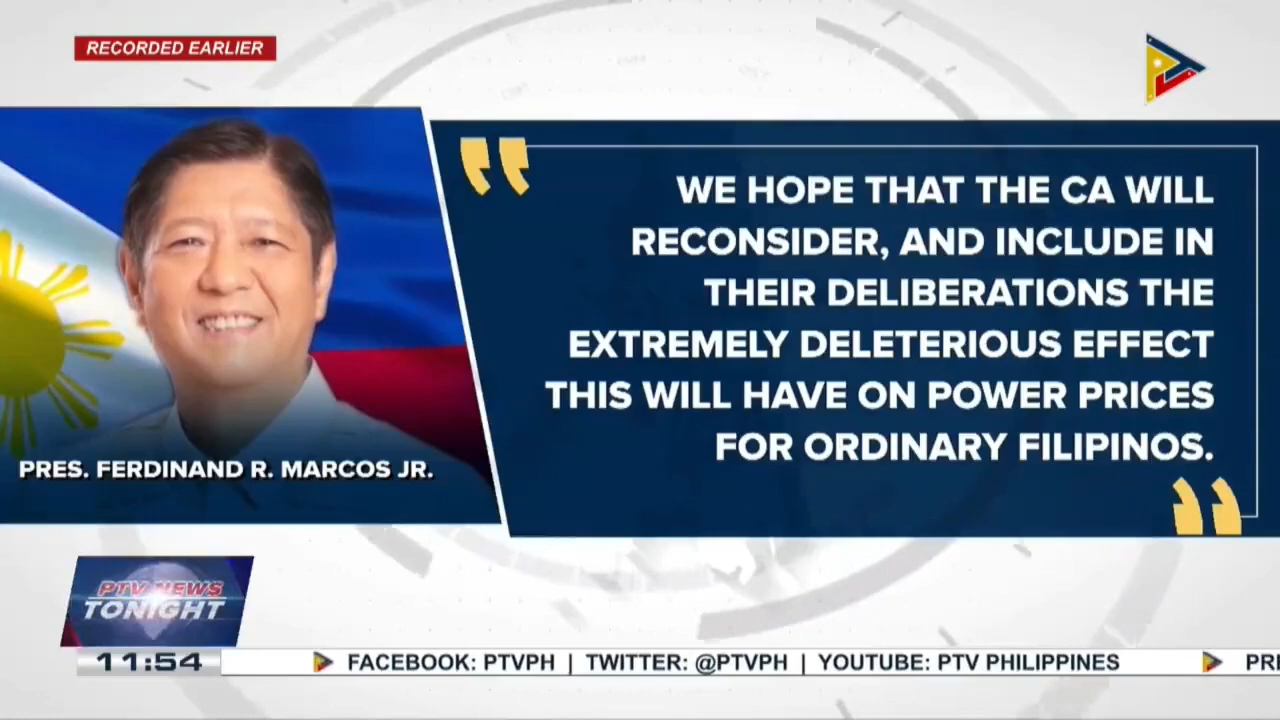 RECORDED EARLIER
WE HOPE THAT THE CA WILL
RECONSIDER, AND INCLUDE IN
THEIR DELIBERATIONS THE
EXTREMELY DELETERIOUS EFFECT
THIS WILL HAVE ON POWER PRICES
FOR ORDINARY FILIPINOS.
PRES. FERDINAND R. MARCOS JR.
PTV NEWS
TONIGHT
11:54
FACEBOOK: PTVPH | TWITTER: @PTVPH | YOUTUBE: PTV PHILIPPINES